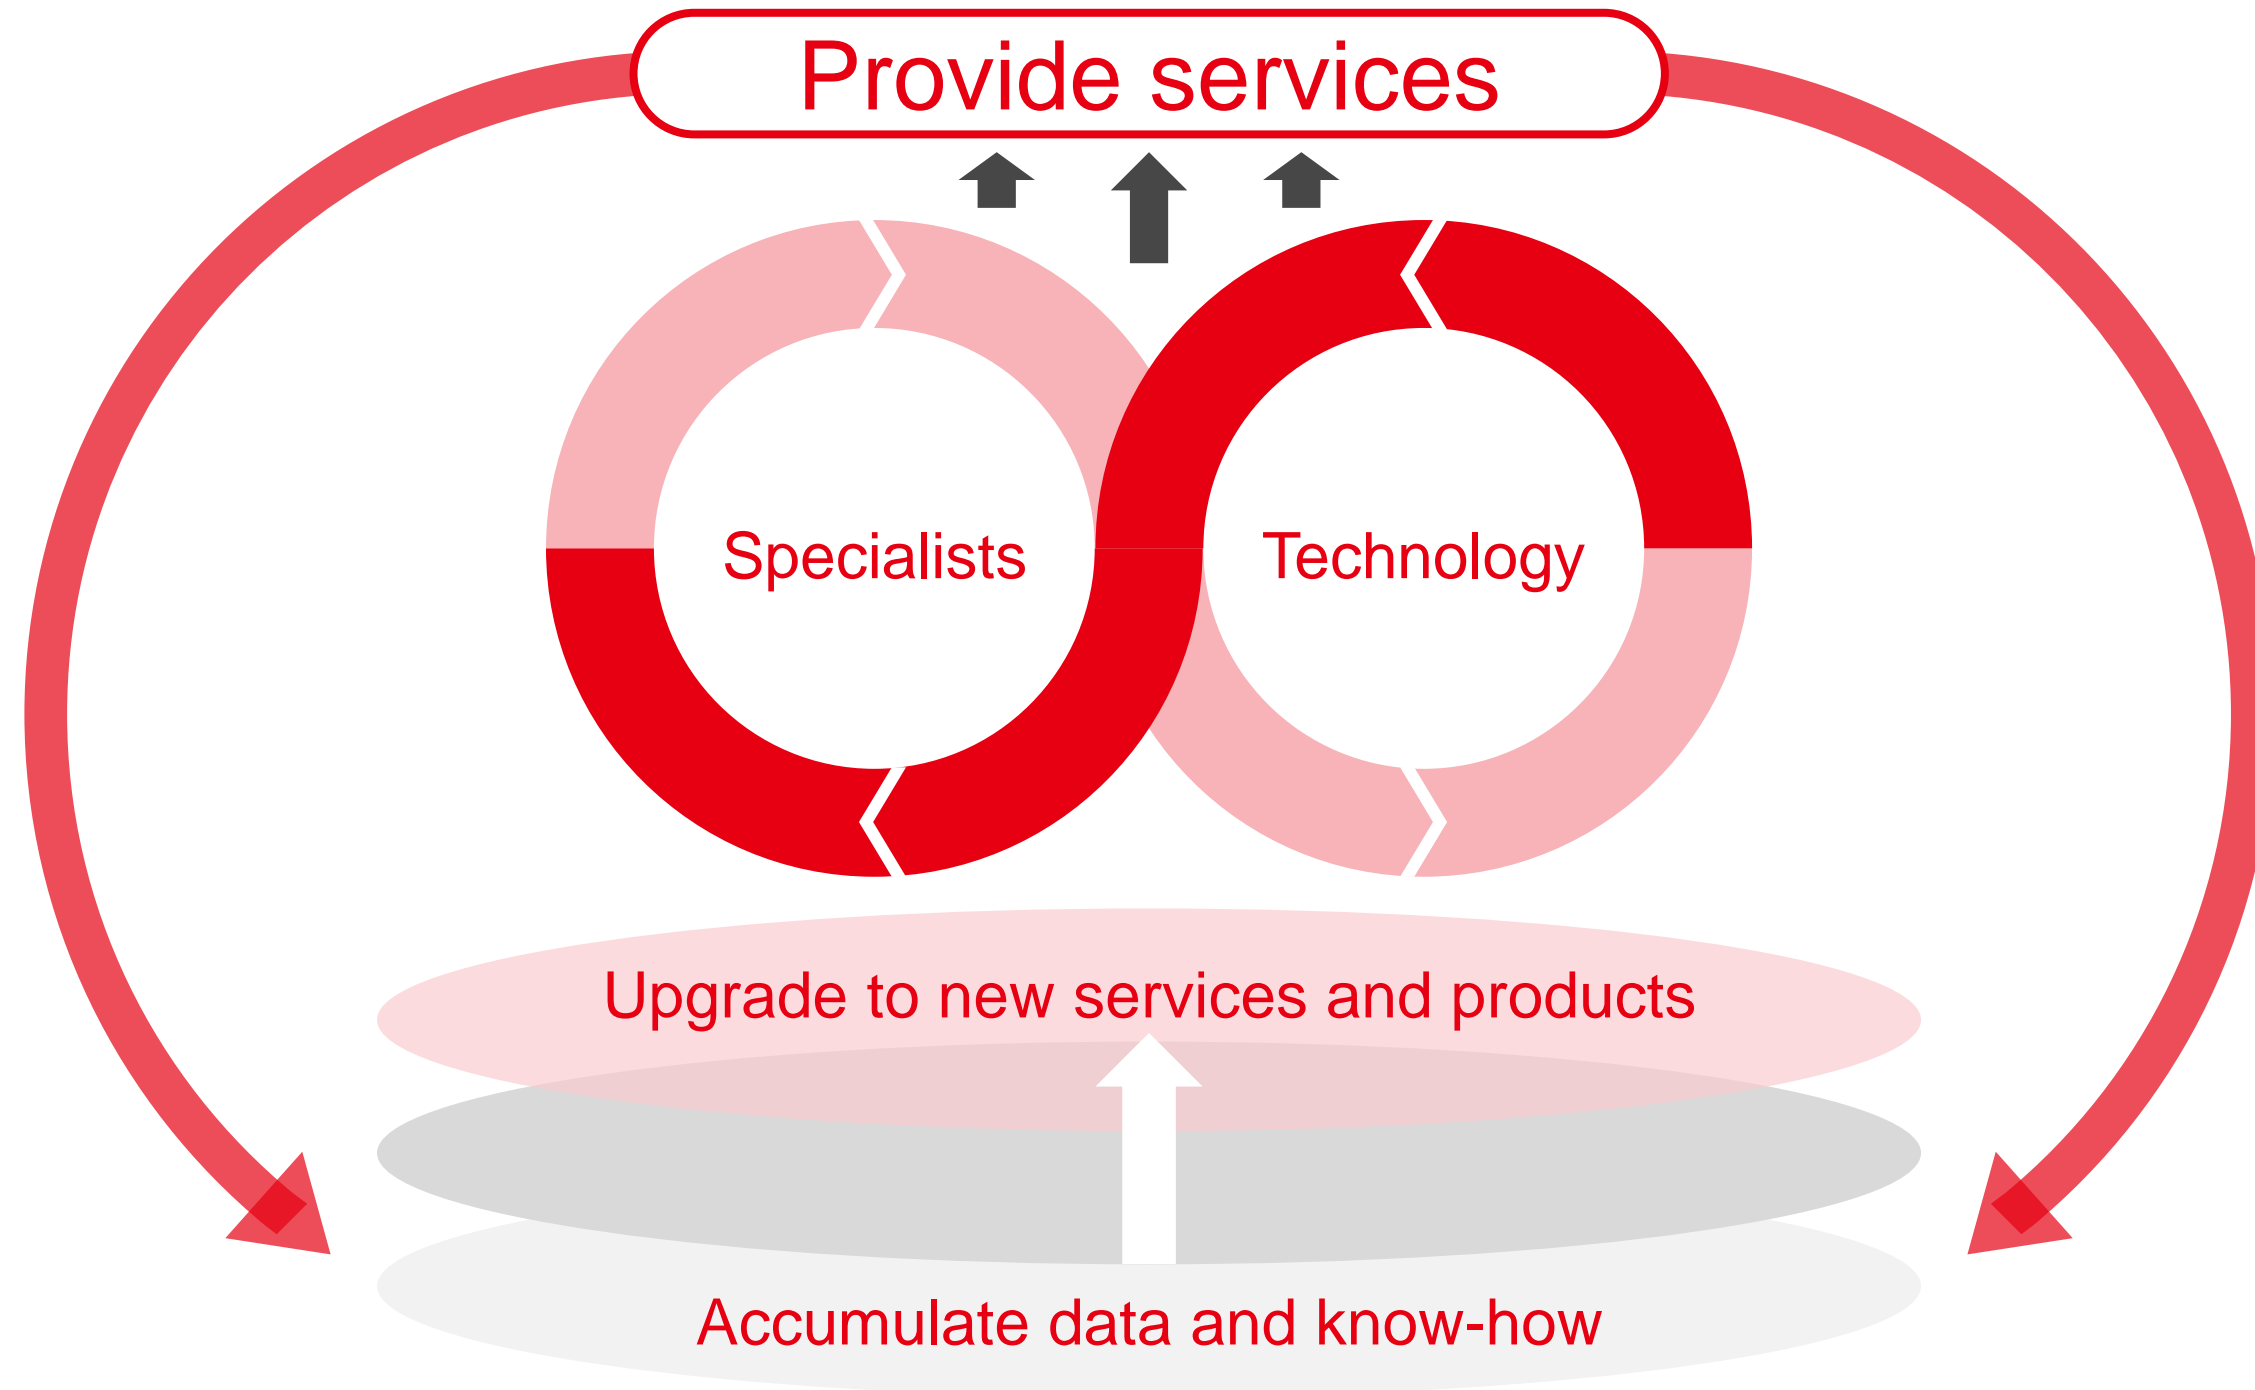 Provide services
Specialists
Technology
Upgrade to new services and products
Accumulate data and know-how